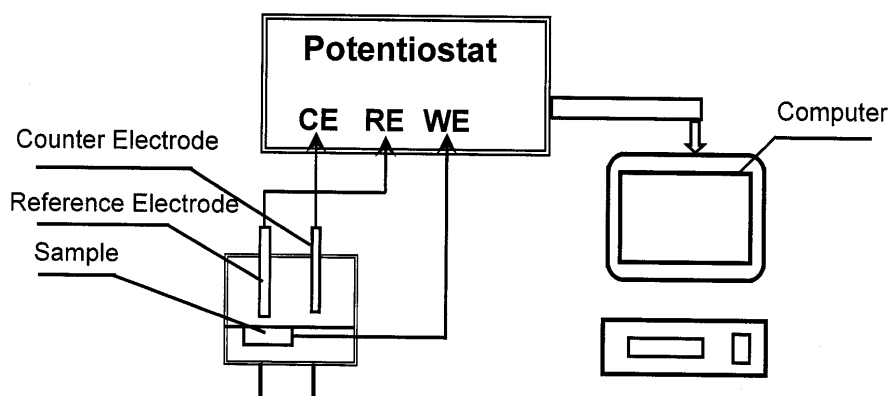 Potentiostat
CE RE WE
Counter Electrode
Computer
Reference Electrode
Sample